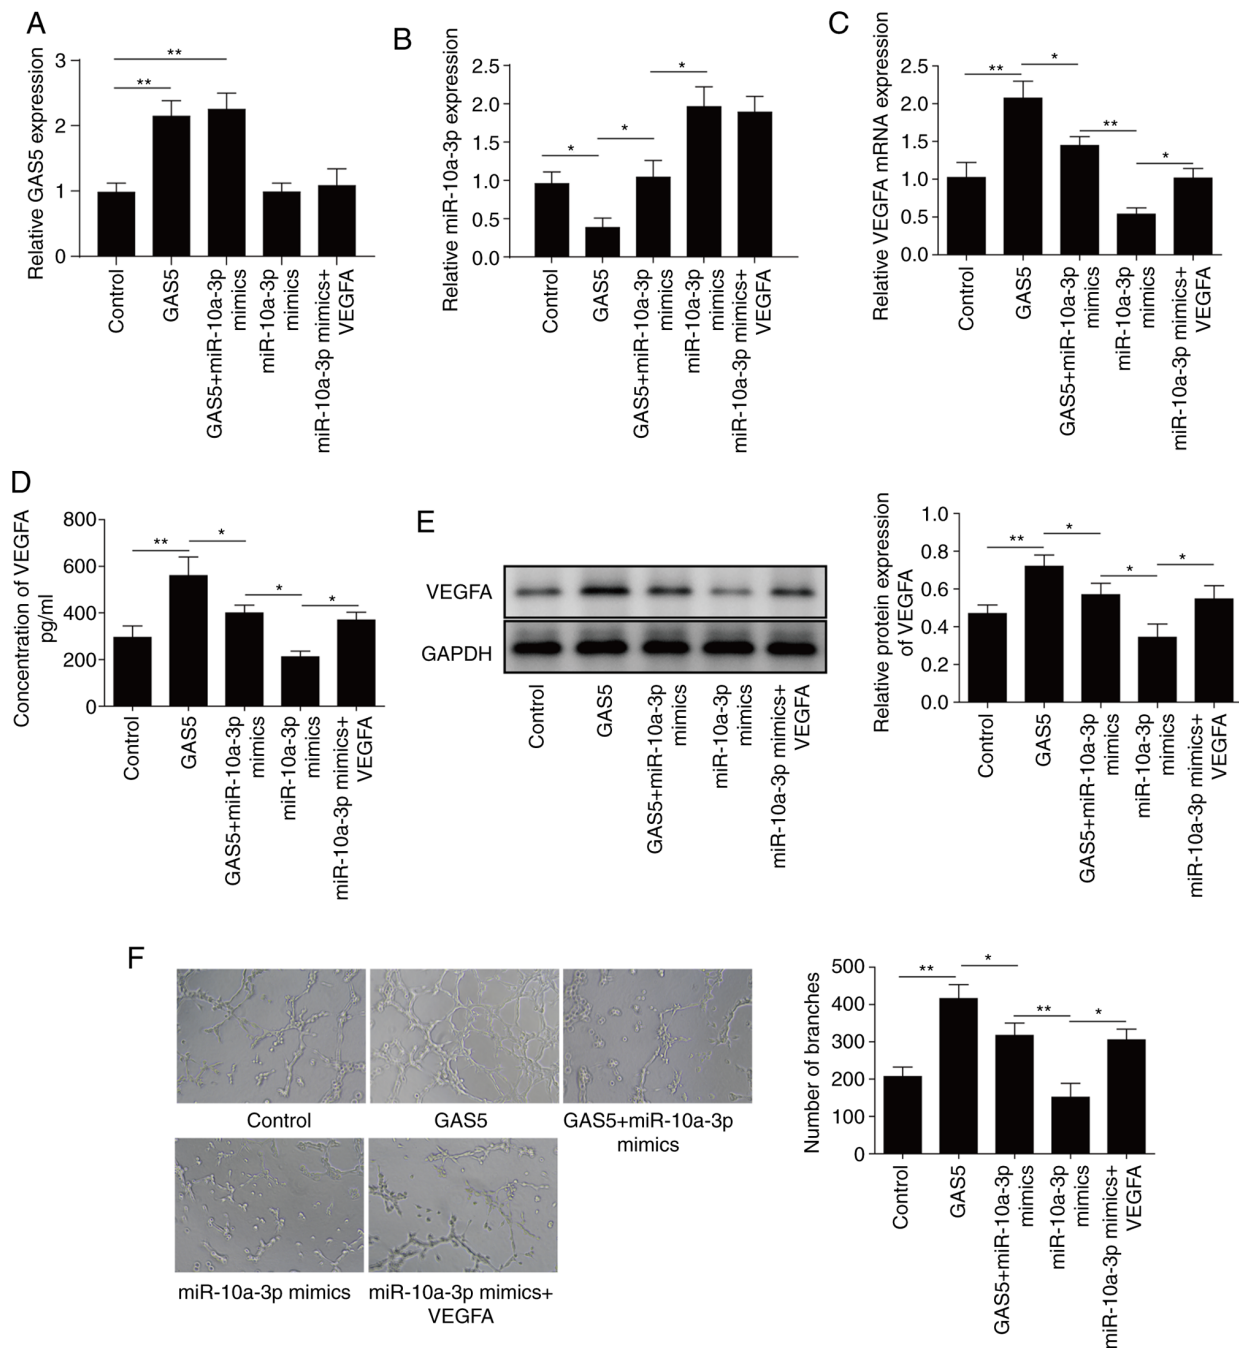 A
Relative GAS5 expression
3
2
1
0
**
**
Control
GAS5
GAS5+miR-10a-3p
mimics
miR-10a-3p
mimics
miR-10a-3p mimics+
VEGFA
B
Relative miR-10a-3p expression
2.5
2.0
1.5
1.0
0.5
0.0
*
*
*
Control
GAS5
GAS5+miR-10a-3p
mimics
miR-10a-3p
mimics
miR-10a-3p mimics+
VEGFA
C
Relative VEGFA mRNA expression
2.5
2.0
1.5
1.0
0.5
0.0
**
*
**
*
Control
GAS5
GAS5+miR-10a-3p
mimics
miR-10a-3p
mimics
miR-10a-3p mimics+
VEGFA
D
Concentration of VEGFA
pg/ml
800
600
400
200
0
**
*
*
*
Control
GAS5
GAS5+miR-10a-3p
mimics
miR-10a-3p
mimics
miR-10a-3p mimics+
VEGFA
E
VEGFA
GAPDH
Control
GAS5
GAS5+miR-10a-3p
mimics
miR-10a-3p
mimics
miR-10a-3p mimics+
VEGFA
Relative protein expression
of VEGFA
1.0
0.8
0.6
0.4
0.2
0.0
**
*
*
*
Control
GAS5
GAS5+miR-10a-3p
mimics
miR-10a-3p
mimics
miR-10a-3p mimics+
VEGFA
F
Control
GAS5
GAS5+miR-10a-3p
mimics
miR-10a-3p mimics
miR-10a-3p mimics+
VEGFA
Number of branches
500
400
300
200
100
0
**
*
**
*
Control
GAS5
GAS5+miR-10a-3p
mimics
miR-10a-3p
mimics
miR-10a-3p mimics+
VEGFA